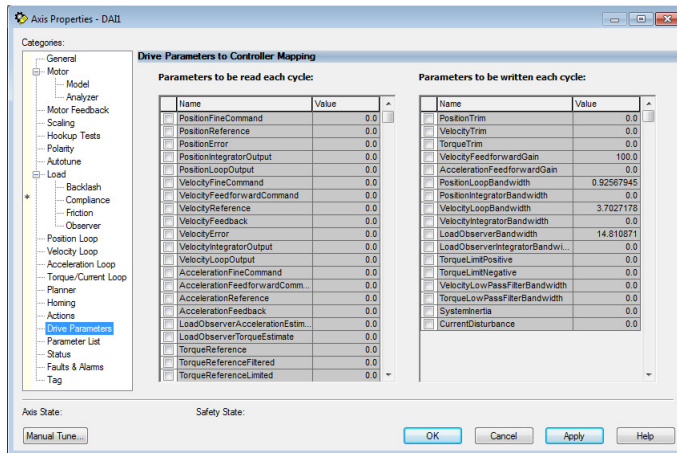 Axis Properties - DAI1
Categories:
General
Motor
Model
Analyzer
Motor Feedback
Scaling
Hookup Tests
Polarity
Autotune
Load
Backlash
* Compliance
Friction
Observer
Position Loop
Velocity Loop
Acceleration Loop
Torque/Current Loop
Planner
Homing
Actions
Drive Parameters
Parameter List
Status
Faults & Alarms
Tag
Drive Parameters to Controller Mapping
Parameters to be read each cycle:
Name Value
PositionFineCommand 0.0
PositionReference 0.0
PositionError 0.0
PositionIntegratorOutput 0.0
PositionLoopOutput 0.0
VelocityFineCommand 0.0
VelocityFeedforwardCommand 0.0
VelocityReference 0.0
VelocityFeedback 0.0
VelocityError 0.0
VelocityIntegratorOutput 0.0
VelocityLoopOutput 0.0
AccelerationFineCommand 0.0
AccelerationFeedforwardComm... 0.0
AccelerationReference 0.0
AccelerationFeedback 0.0
LoadObserverAccelerationEstim... 0.0
LoadObserverTorqueEstimate 0.0
TorqueReference 0.0
TorqueReferenceFiltered 0.0
TorqueReferenceLimited 0.0
Parameters to be written each cycle:
Name Value
PositionTrim 0.0
VelocityTrim 0.0
TorqueTrim 0.0
VelocityFeedforwardGain 100.0
AccelerationFeedforwardGain 0.0
PositionLoopBandwidth 0.92567945
PositionIntegratorBandwidth 0.0
VelocityLoopBandwidth 3.7027178
VelocityIntegratorBandwidth 0.0
LoadObserverBandwidth 14.810871
LoadObserverIntegratorBandwi... 0.0
TorqueLimitPositive 0.0
TorqueLimitNegative 0.0
VelocityLowPassFilterBandwidth 0.0
TorqueLowPassFilterBandwidth 0.0
SystemInertia 0.0
CurrentDisturbance 0.0
Axis State: Safety State:
Manual Tune... OK Cancel Apply Help